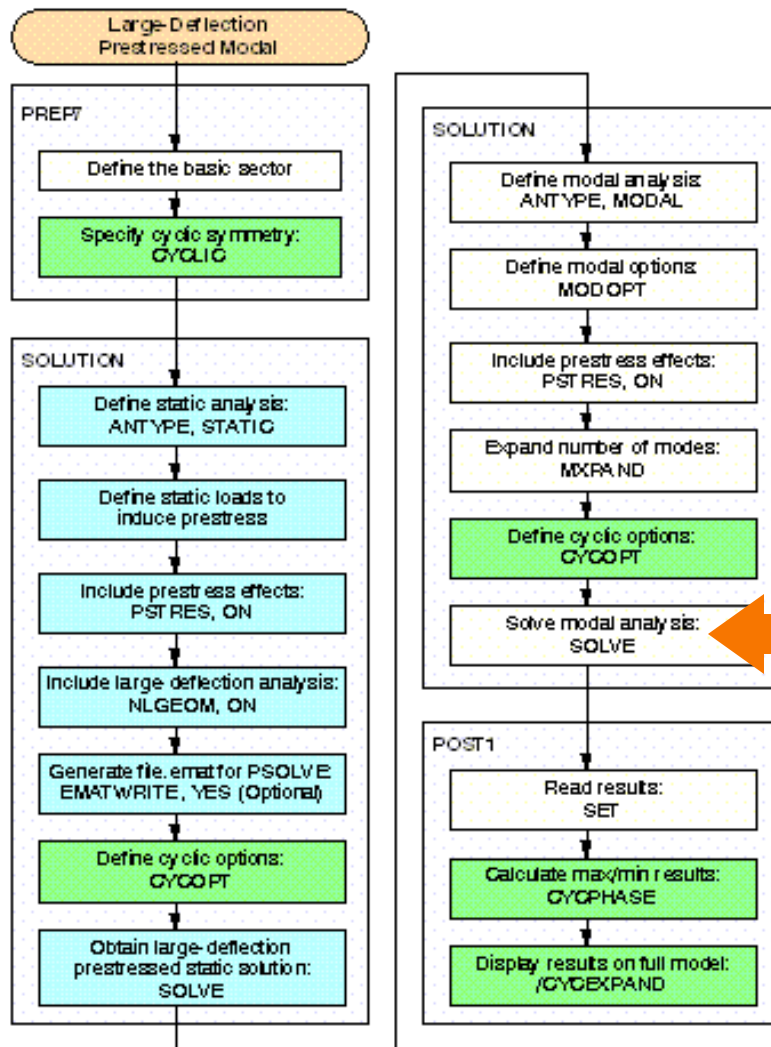 Large-Deflection
Prestressed Modal
PREP7
Define the basic sector
Specify cyclic symmetry:
CYCLIC
SOLUTION
Define static analysis:
ANTYPE, STATIC
Define static loads to
induce prestress
Include prestress effects:
PSTRES, ON
Include large deflection analysis:
NLGEOM, ON
Generate file.emat for PSOLVE:
EMATWRITE, YES (Optional)
Define cyclic options:
CYCOPT
Obtain large-deflection
prestressed static solution:
SOLVE
SOLUTION
Define modal analysis:
ANTYPE, MODAL
Define modal options:
MODOPT
Include prestress effects:
PSTRES, ON
Expand number of modes:
MXPAND
Define cyclic options:
CYCOPT
Solve modal analysis:
SOLVE
POST1
Read results:
SET
Calculate max/min results:
CYCPHASE
Display results on full model:
/CYCEXPAND